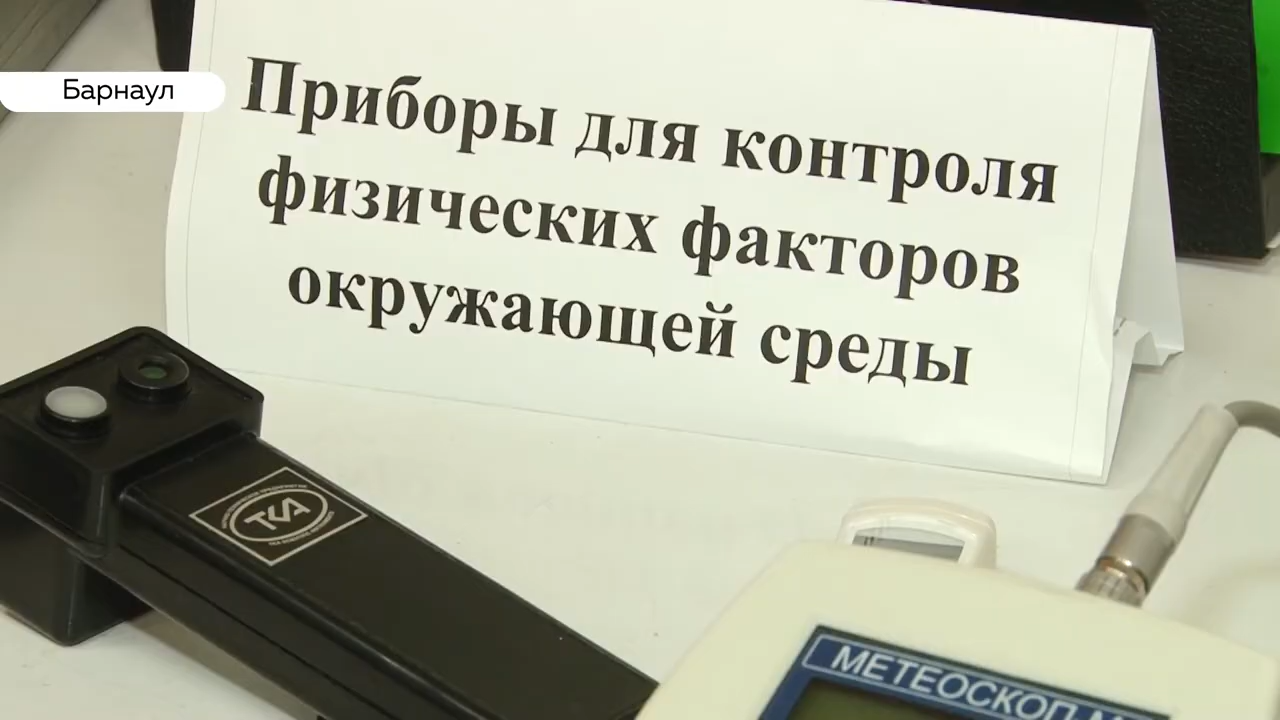 Барнаул
Приборы для контроля
физических факторов
окружающей среды
ТКА
МЕТЕОСКОП-М